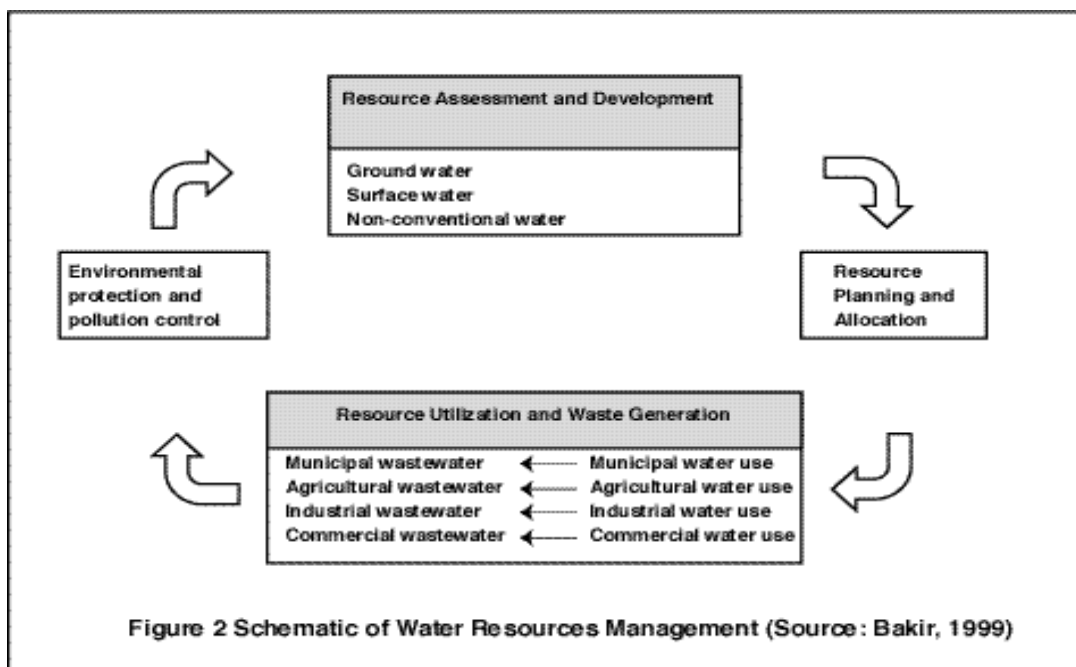 Resource Assessment and Development
Ground water
Surface water
Non-conventional water
Environmental
protection and
pollution control
Resource
Planning and
Allocation
Resource Utilization and Waste Generation
Municipal wastewater Municipal water use
Agricultural wastewater Agricultural water use
Industrial wastewater Industrial water use
Commercial wastewater Commercial water use
Figure 2 Schematic of Water Resources Management (Source: Bakir, 1999)